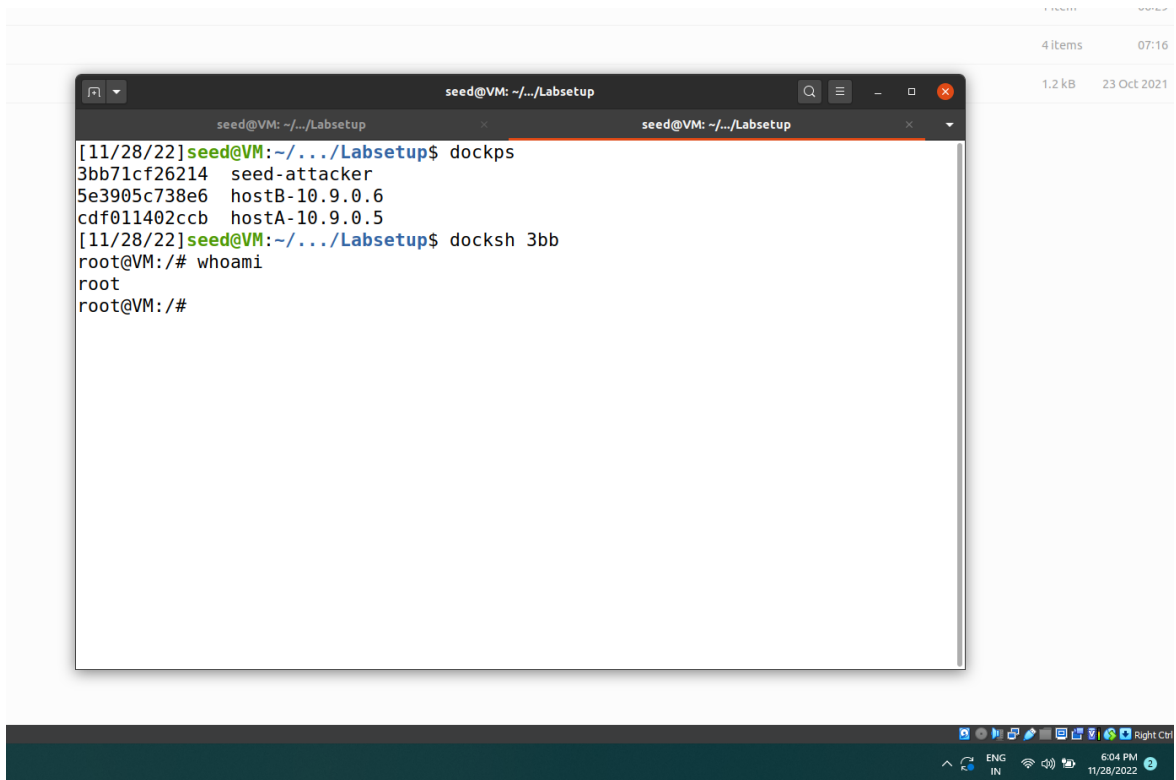 4 items 07:16
1.2 kB 23 Oct 2021
seed@VM: ~/.../Labsetup
seed@VM: ~/.../Labsetup
seed@VM: ~/.../Labsetup
[11/28/22]seed@VM:~/.../Labsetup$ dockps
3bb71cf26214 seed-attacker
5e3905c738e6 hostB-10.9.0.6
cdf011402ccb hostA-10.9.0.5
[11/28/22]seed@VM:~/.../Labsetup$ docksh 3bb
root@VM:/# whoami
root
root@VM:/#
Right Ctrl
ENG
IN
6:04 PM
11/28/2022
2